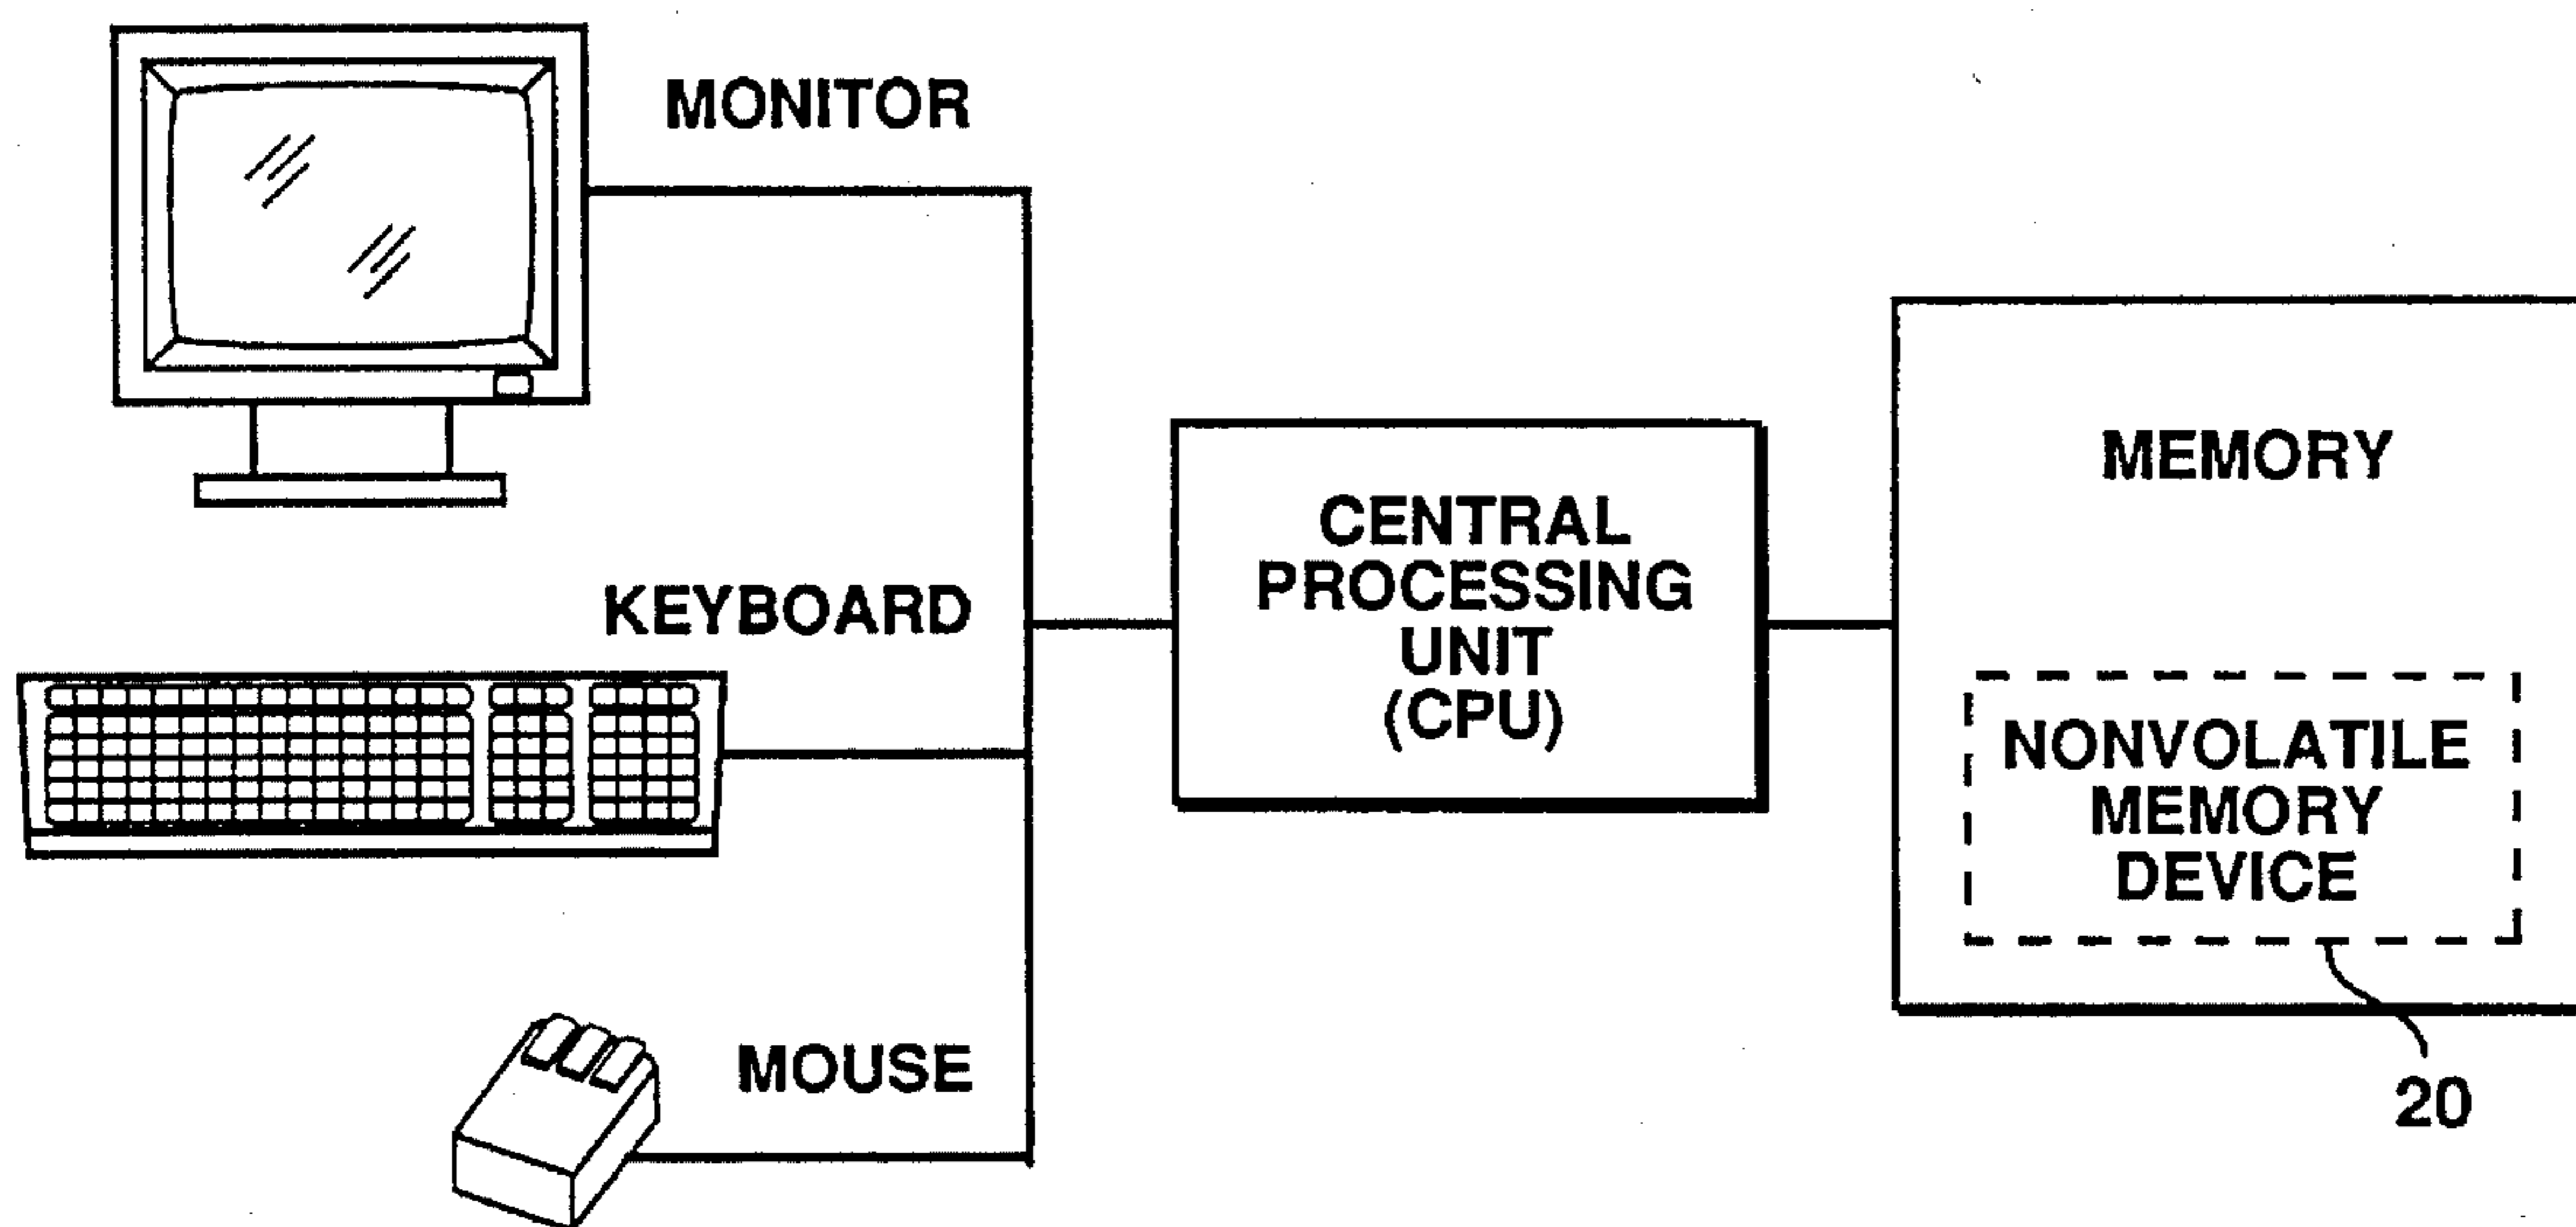 MONITOR
KEYBOARD
MOUSE
CENTRAL
PROCESSING
UNIT
(CPU)
MEMORY
NONVOLATILE
MEMORY
DEVICE
20